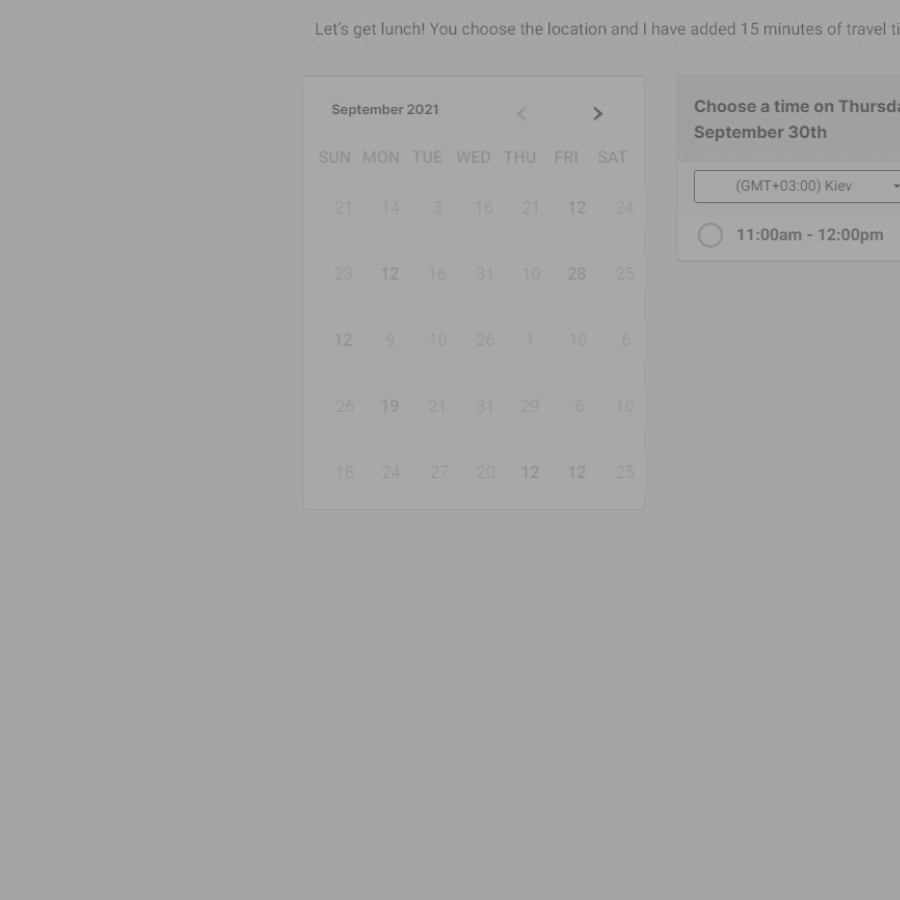 Let's get lunch! You choose the location and I have added 15 minutes of travel ti
September 2021
SUN MON TUE WED THU FRI SAT
21 14 3 16 21 12 24
23 12 16 31 10 28 25
12 9 10 26 1 10 6
26 19 21 31 29 6 10
18 24 27 20 12 12 25
Choose a time on Thursda
September 30th
(GMT+03:00) Kiev
11:00am - 12:00pm